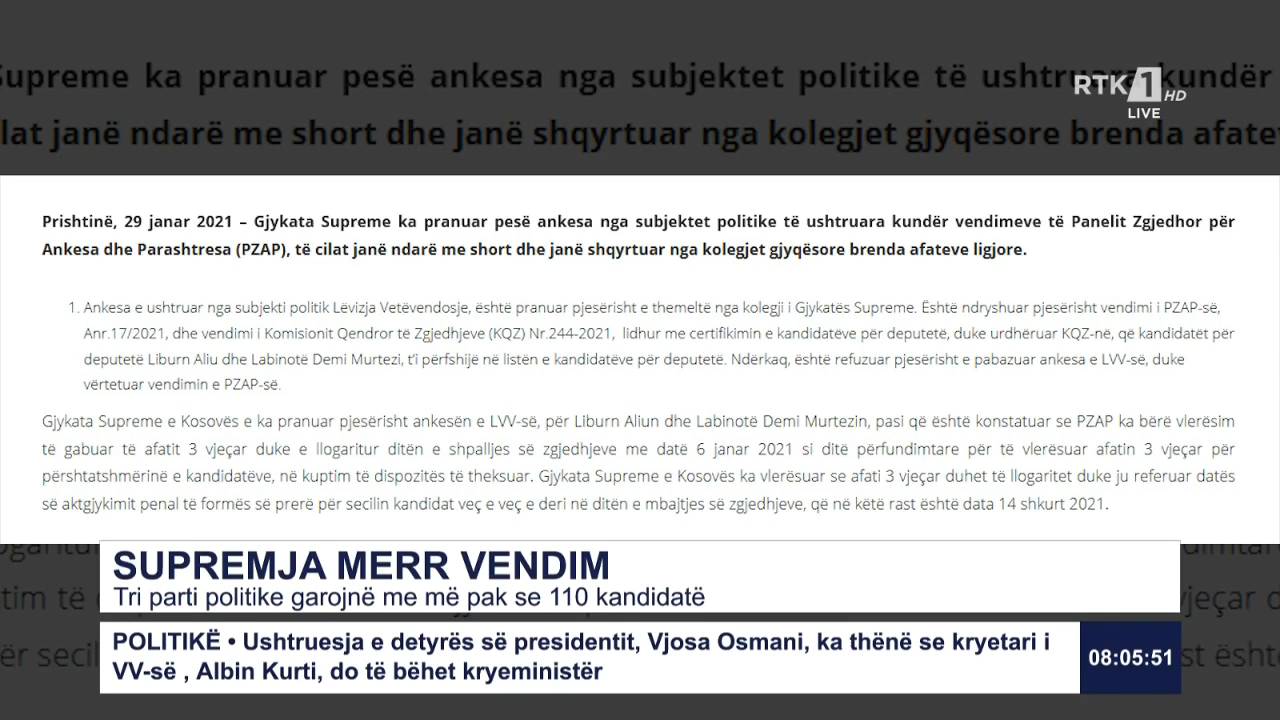 Supreme ka pranuar pesë ankesa nga subjektet politike të ushtruara kundër
RTK 1 HD
LIVE
ilat janë ndarë me short dhe janë shqyrtuar nga kolegjet gjyqësore brenda afateve
Prishtinë, 29 janar 2021 – Gjykata Supreme ka pranuar pesë ankesa nga subjektet politike të ushtruara kundër vendimeve të Panelit Zgjedhor për
Ankesa dhe Parashtresa (PZAP), të cilat janë ndarë me short dhe janë shqyrtuar nga kolegjet gjyqësore brenda afateve ligjore.
1. Ankesa e ushtruar nga subjekti politik Lëvizja Vetëvendosje, është pranuar pjesërisht e themeltë nga kolegji i Gjykatës Supreme. Është ndryshuar pjesërisht vendimi i PZAP-së,
Anr.17/2021, dhe vendimi i Komisionit Qendror të Zgjedhjeve (KQZ) Nr.244-2021, lidhur me certifikimin e kandidatëve për deputetë, duke urdhëruar KQZ-në, që kandidatët për
deputetë Liburn Aliu dhe Labinotë Demi Murtezi, t’i përfshijë në listën e kandidatëve për deputetë. Ndërkaq, është refuzuar pjesërisht e pabazuar ankesa e LVV-së, duke
vërtetuar vendimin e PZAP-së.
Gjykata Supreme e Kosovës e ka pranuar pjesërisht ankesën e LVV-së, për Liburn Aliun dhe Labinotë Demi Murtezin, pasi që është konstatuar se PZAP ka bërë vlerësim
të gabuar të afatit 3 vjeçar duke e llogaritur ditën e shpalljes së zgjedhjeve me datë 6 janar 2021 si ditë përfundimtare për të vlerësuar afatin 3 vjeçar për
përshtatshmërinë e kandidatëve, në kuptim të dispozitës të theksuar. Gjykata Supreme e Kosovës ka vlerësuar se afati 3 vjeçar duhet të llogaritet duke ju referuar datës
së aktgjykimit penal të formës së prerë për secilin kandidat veç e veç e deri në ditën e mbajtjes së zgjedhjeve, që në këtë rast është data 14 shkurt 2021.
SUPREMJA MERR VENDIM
Tri parti politike garojnë me më pak se 110 kandidatë
tim të
vjeçar
POLITIKË • Ushtruesja e detyrës së presidentit, Vjosa Osmani, ka thënë se kryetari i
VV-së , Albin Kurti, do të bëhet kryeministër
08:05:51
ër secil
st është